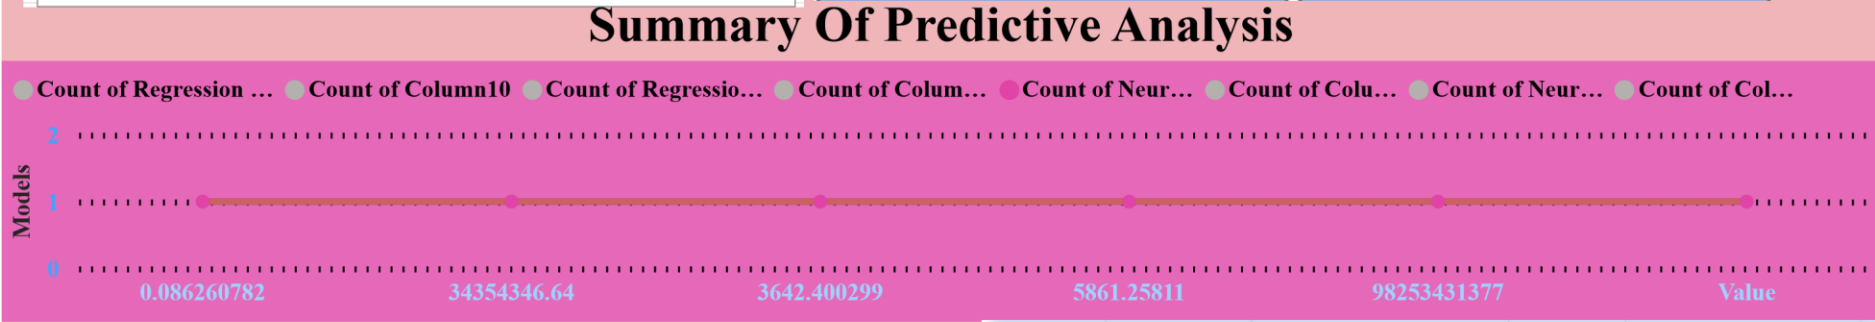 Summary Of Predictive Analysis
Count of Regression ... Count of Column10 Count of Regressio... Count of Colum... Count of Neur... Count of Colu... Count of Neur... Count of Col...
Models
2
1
0
0.086260782 34354346.64 3642.400299 5861.25811 98253431377 Value